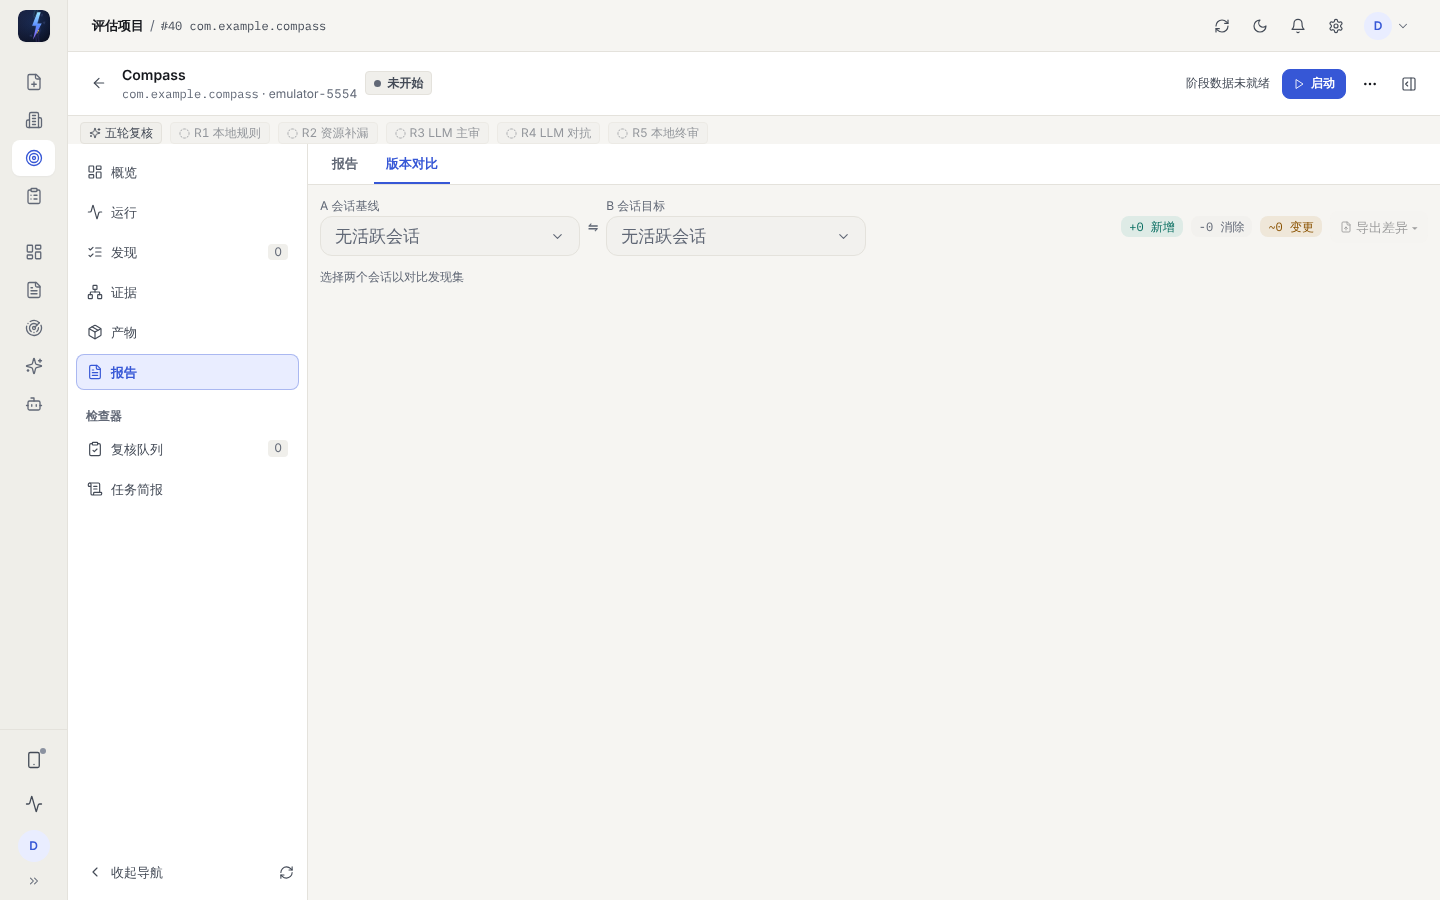 评估项目 / #40 com.example.compass
D
Compass
com.example.compass · emulator-5554
未开始
阶段数据未就绪
启动
五轮复核
R1 本地规则
R2 资源补漏
R3 LLM 主审
R4 LLM 对抗
R5 本地终审
概览
运行
发现 0
证据
产物
报告
检查器
复核队列 0
任务简报
收起导航
D
报告
版本对比
A 会话基线
无活跃会话
⇋
B 会话目标
无活跃会话
+0 新增
-0 消除
~0 变更
导出差异
选择两个会话以对比发现集